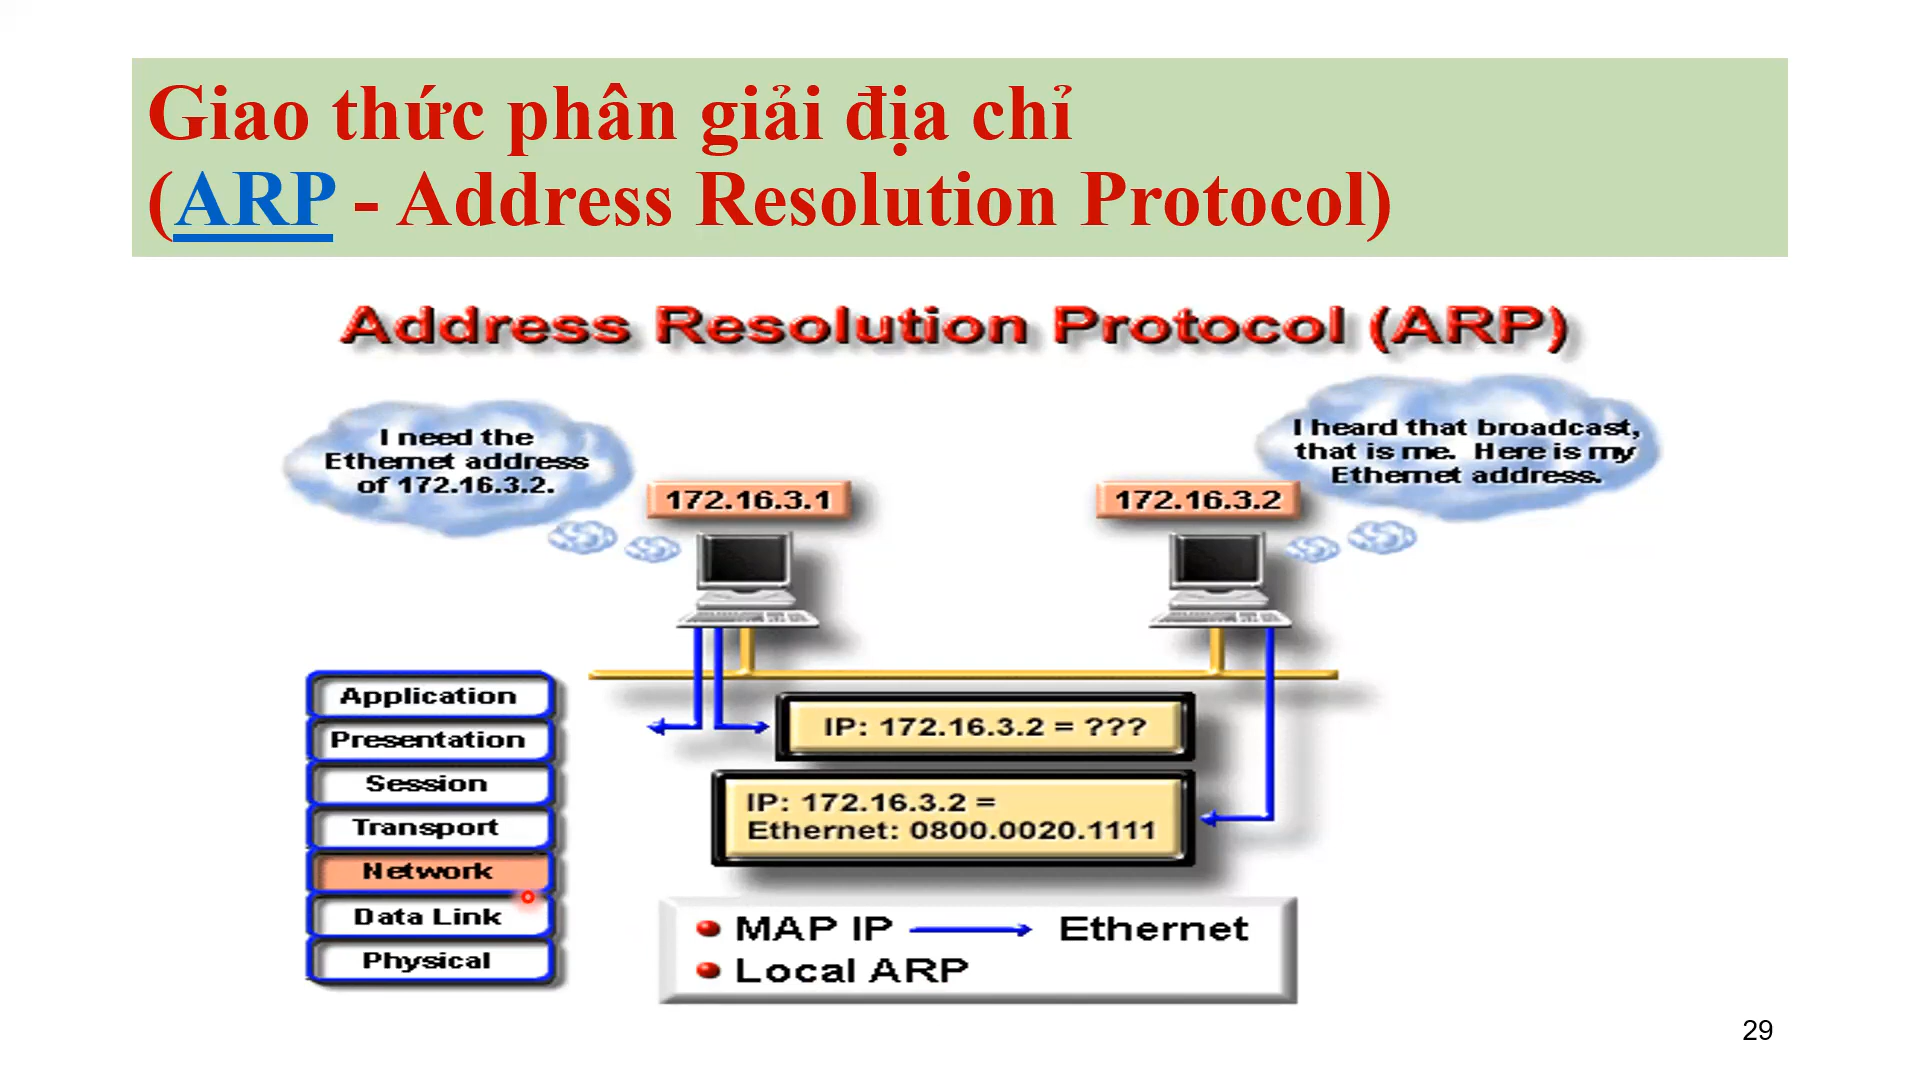 Giao thức phân giải địa chỉ
(ARP - Address Resolution Protocol)
Address Resolution Protocol (ARP)
I need the
Ethernet address
of 172.16.3.2.
172.16.3.1
172.16.3.2
I heard that broadcast,
that is me. Here is my
Ethernet address.
Application
Presentation
Session
Transport
Network
Data Link
Physical
IP: 172.16.3.2 = ???
IP: 172.16.3.2 =
Ethernet: 0800.0020.1111
MAP IP Ethernet
Local ARP
29